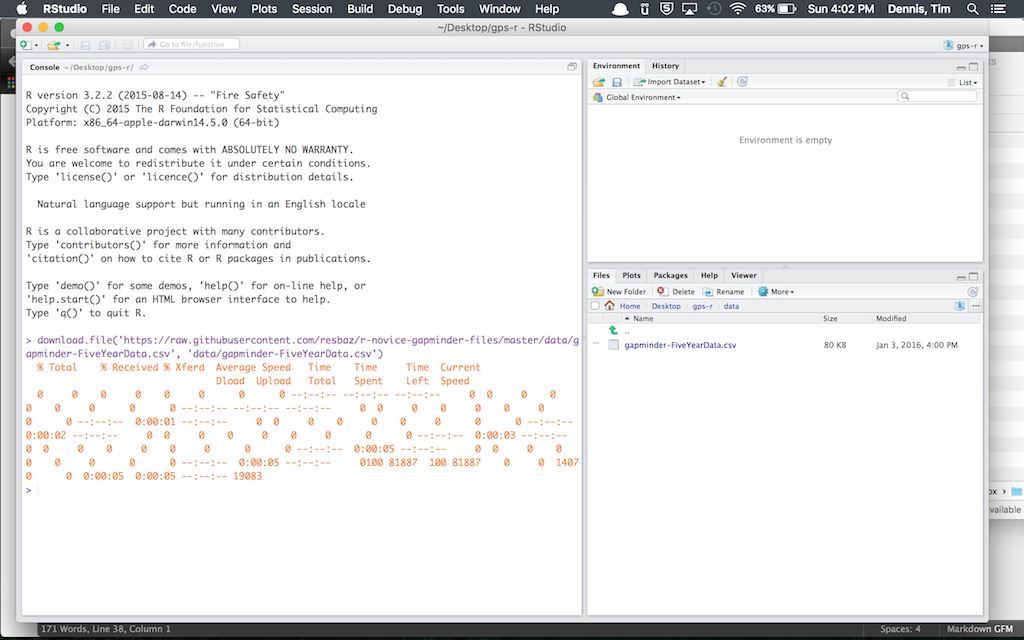 RStudio File Edit Code View Plots Session Build Debug Tools Window Help 63% Sun 4:02 PM Dennis, Tim
~/Desktop/gps-r - RStudio
Go to file/function
gps-r
Console ~/Desktop/gps-r/
R version 3.2.2 (2015-08-14) -- "Fire Safety"
Copyright (C) 2015 The R Foundation for Statistical Computing
Platform: x86_64-apple-darwin14.5.0 (64-bit)
R is free software and comes with ABSOLUTELY NO WARRANTY.
You are welcome to redistribute it under certain conditions.
Type 'license()' or 'licence()' for distribution details.
Natural language support but running in an English locale
R is a collaborative project with many contributors.
Type 'contributors()' for more information and
'citation()' on how to cite R or R packages in publications.
Type 'demo()' for some demos, 'help()' for on-line help, or
'help.start()' for an HTML browser interface to help.
Type 'q()' to quit R.
> download.file('https://raw.githubusercontent.com/resbaz/r-novice-gapminder-files/master/data/g
apminder-FiveYearData.csv', 'data/gapminder-FiveYearData.csv')
% Total % Received % Xferd Average Speed Time Time Time Current
Dload Upload Total Spent Left Speed
0 0 0 0 0 0 0 0 --:--:-- --:--:-- --:--:-- 0 0 0 0
0 0 0 0 0 --:--:-- --:--:-- --:--:-- 0 0 0 0 0 0 0
0 0 --:--:-- 0:00:01 --:--:-- 0 0 0 0 0 0 0 0 --:--:--
0:00:02 --:--:-- 0 0 0 0 0 0 0 0 0 --:--:-- 0:00:03 --:--:--
0 0 0 0 0 0 0 0 0 --:--:-- 0:00:05 --:--:-- 0 0 0 0
0 0 0 0 0 --:--:-- 0:00:05 --:--:-- 0100 81887 100 81887 0 0 1407
0 0 0:00:05 0:00:05 --:--:-- 19083
>
Environment History
Import Dataset List
Global Environment
Environment is empty
Files Plots Packages Help Viewer
New Folder Delete Rename More
Home Desktop gps-r data ...
Name Size Modified
..
gapminder-FiveYearData.csv 80 KB Jan 3, 2016, 4:00 PM
ox
vailable
171 Words, Line 38, Column 1 Spaces: 4 Markdown GFM